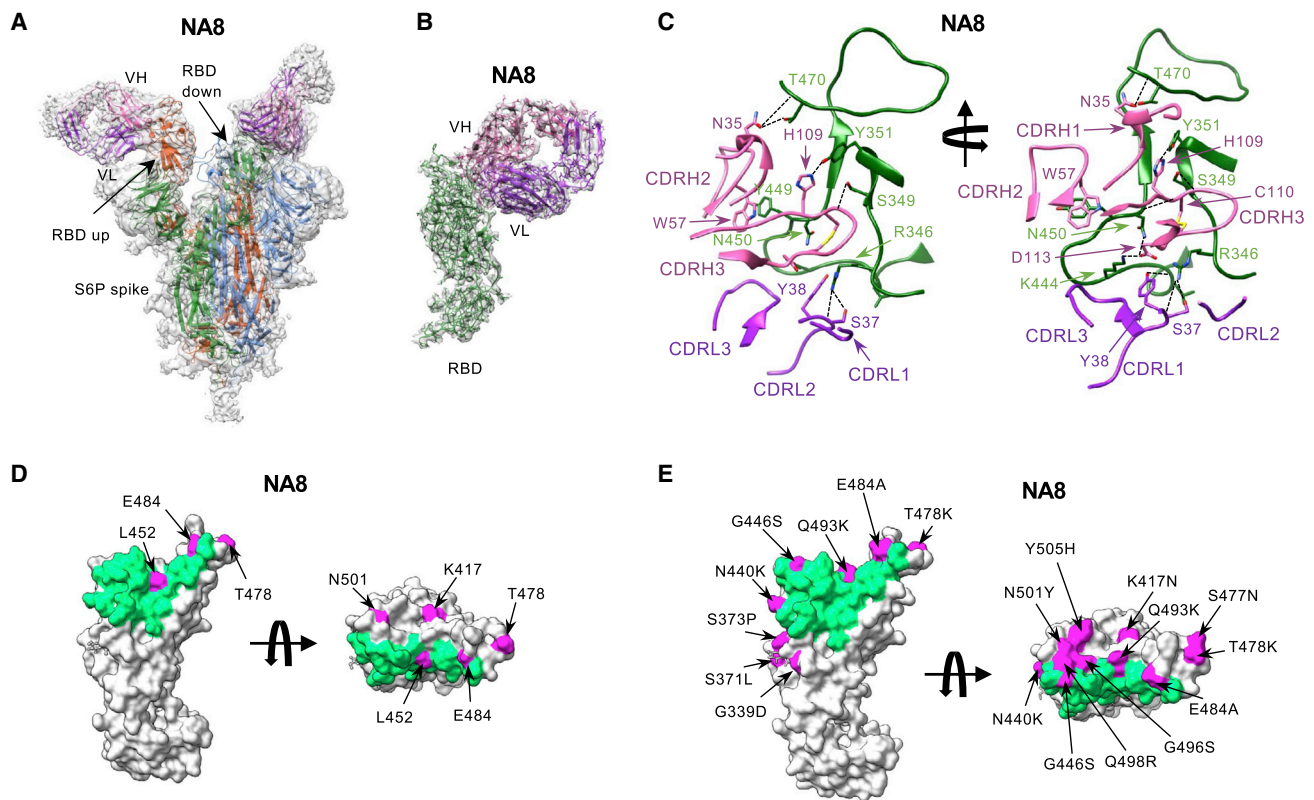 A
NA8
VH
RBD
down
VL
RBD up
S6P spike
B
NA8
VH
VL
RBD
C
NA8
T470
N35
H109
Y351
CDRH2
Y449
S349
W57
N450
R346
CDRH3
Y38
S37
CDRL3
CDRL1
CDRL2
T470
N35
CDRH1
Y351
H109
W57
S349
CDRH2
C110
CDRH3
N450
D113
R346
K444
S37
CDRL3
CDRL2
Y38
CDRL1
D
NA8
E484
L452
T478
N501
K417
T478
L452
E484
E
NA8
E484A
G446S
Q493K
T478K
N440K
S373P
S371L
G339D
Y505H
N501Y
K417N
Q493K
S477N
T478K
N440K
E484A
G496S
G446S
Q498R